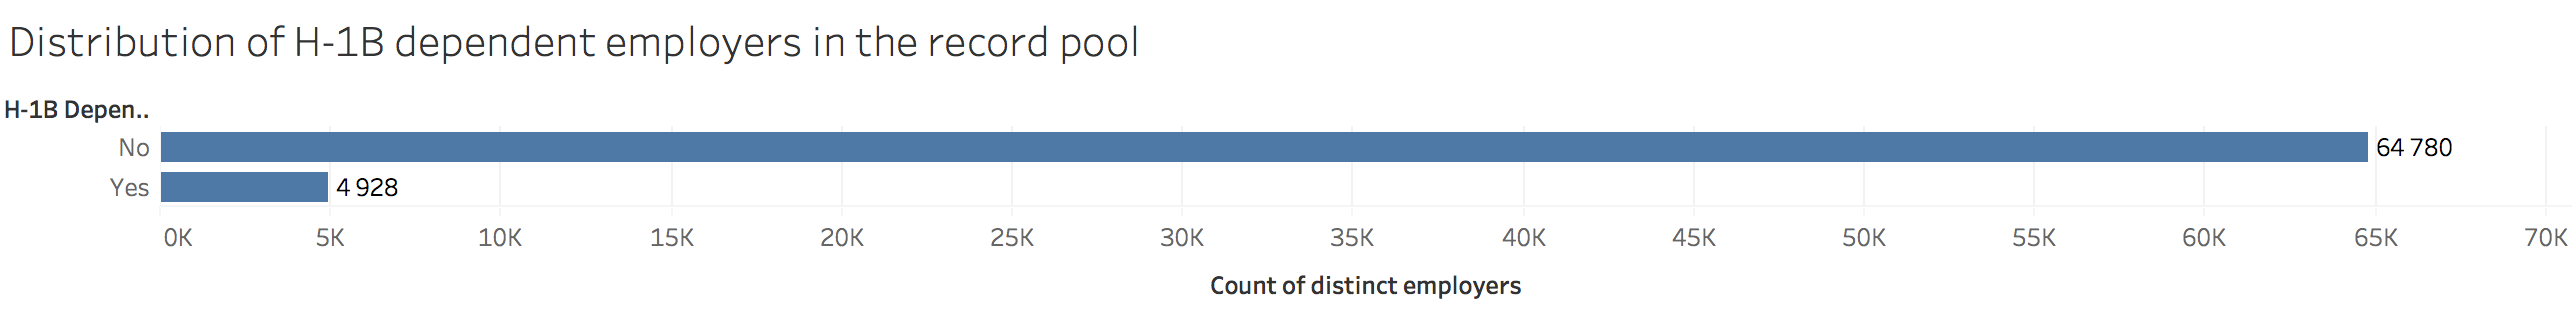 Distribution of H-1B dependent employers in the record pool
H-1B Depen..
No 64 780
Yes 4 928
0K 5K 10K 15K 20K 25K 30K 35K 40K 45K 50K 55K 60K 65K 70K
Count of distinct employers